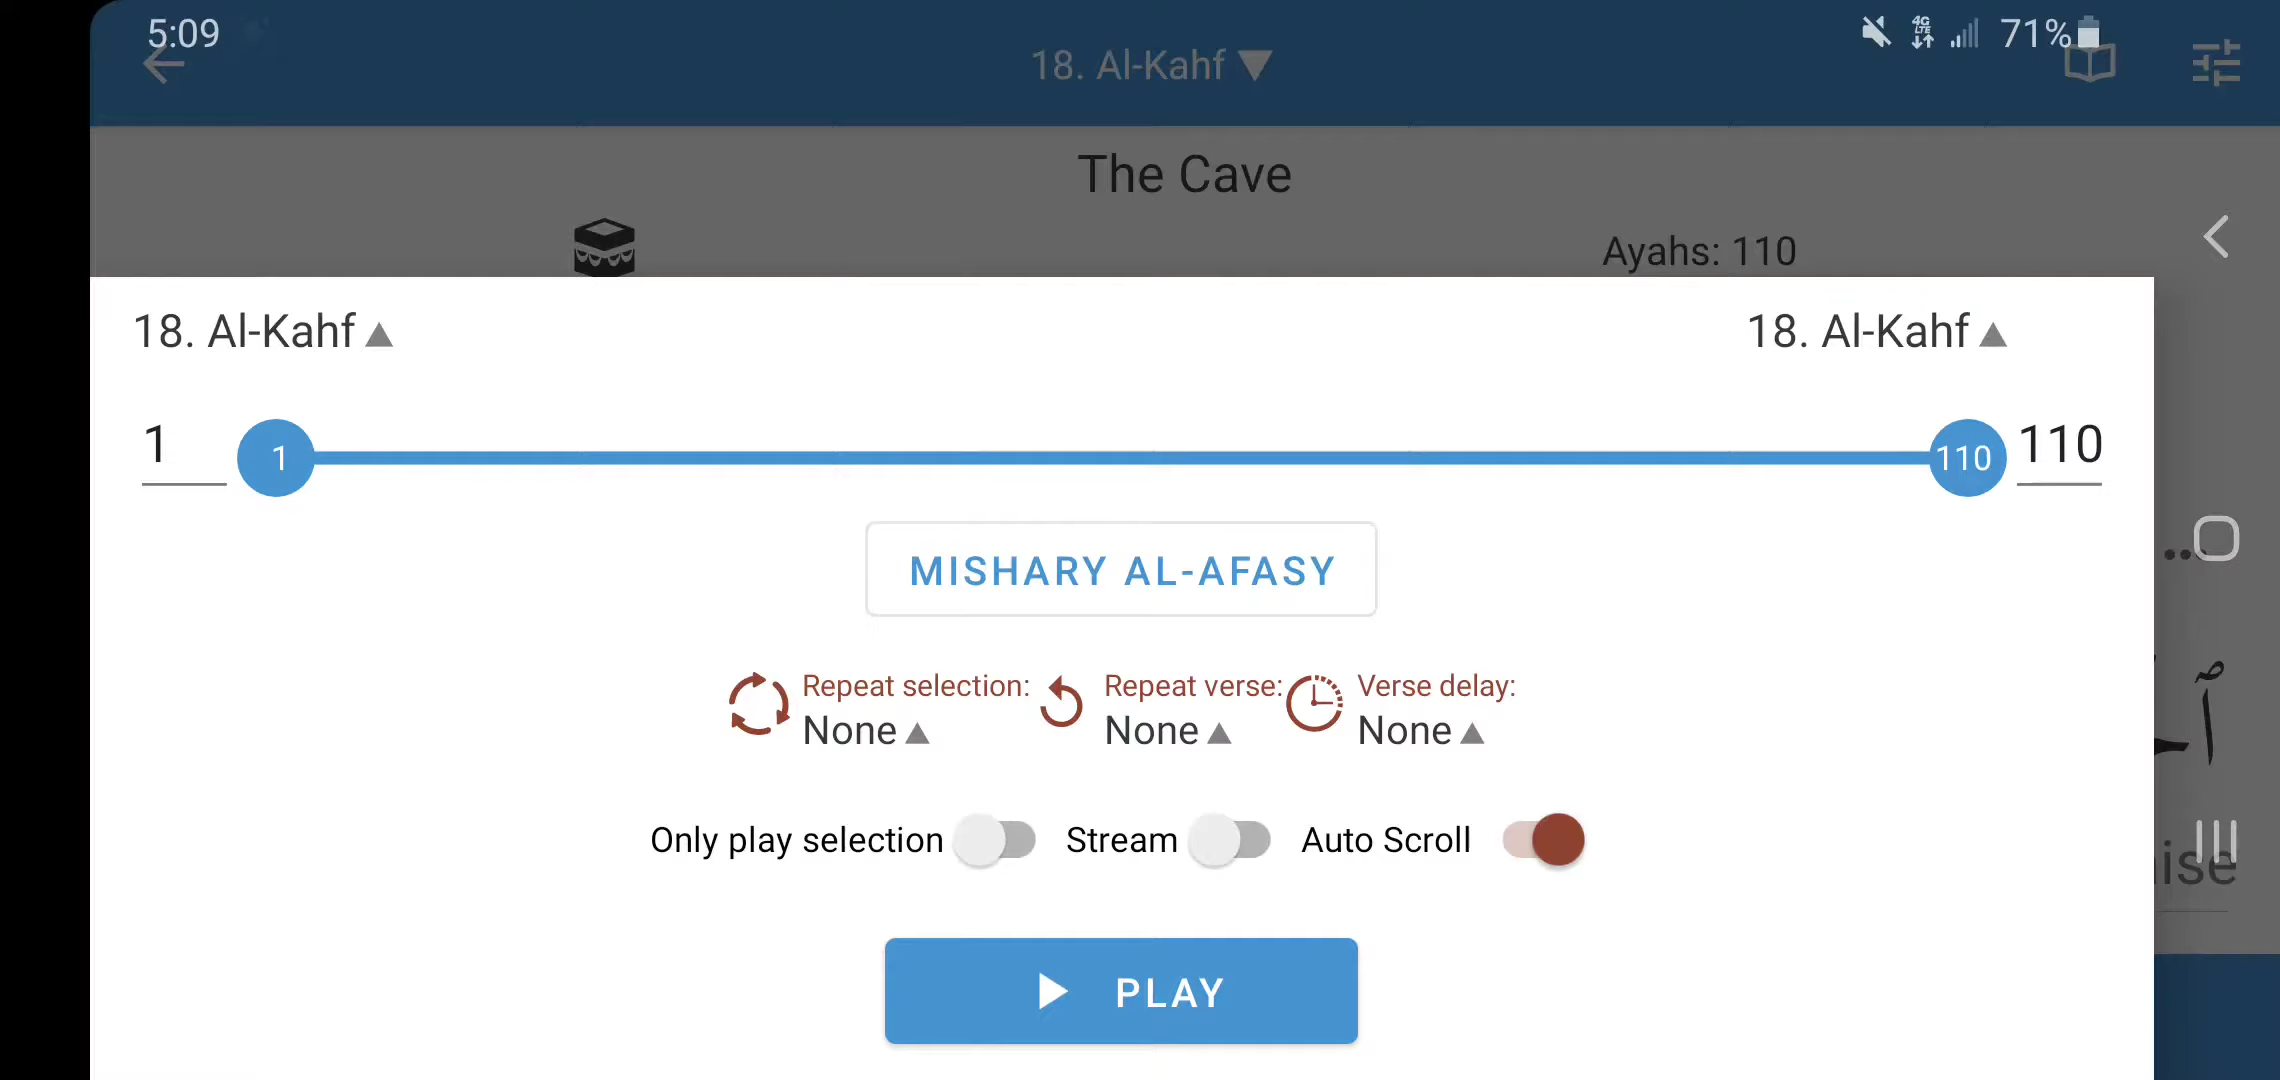 5:09
4G LTE 71%
18. Al-Kahf
The Cave
Ayahs: 110
18. Al-Kahf 18. Al-Kahf
1 1 110 110
MISHARY AL-AFASY
Repeat selection: Repeat verse: Verse delay:
None None None
Only play selection Stream Auto Scroll
PLAY